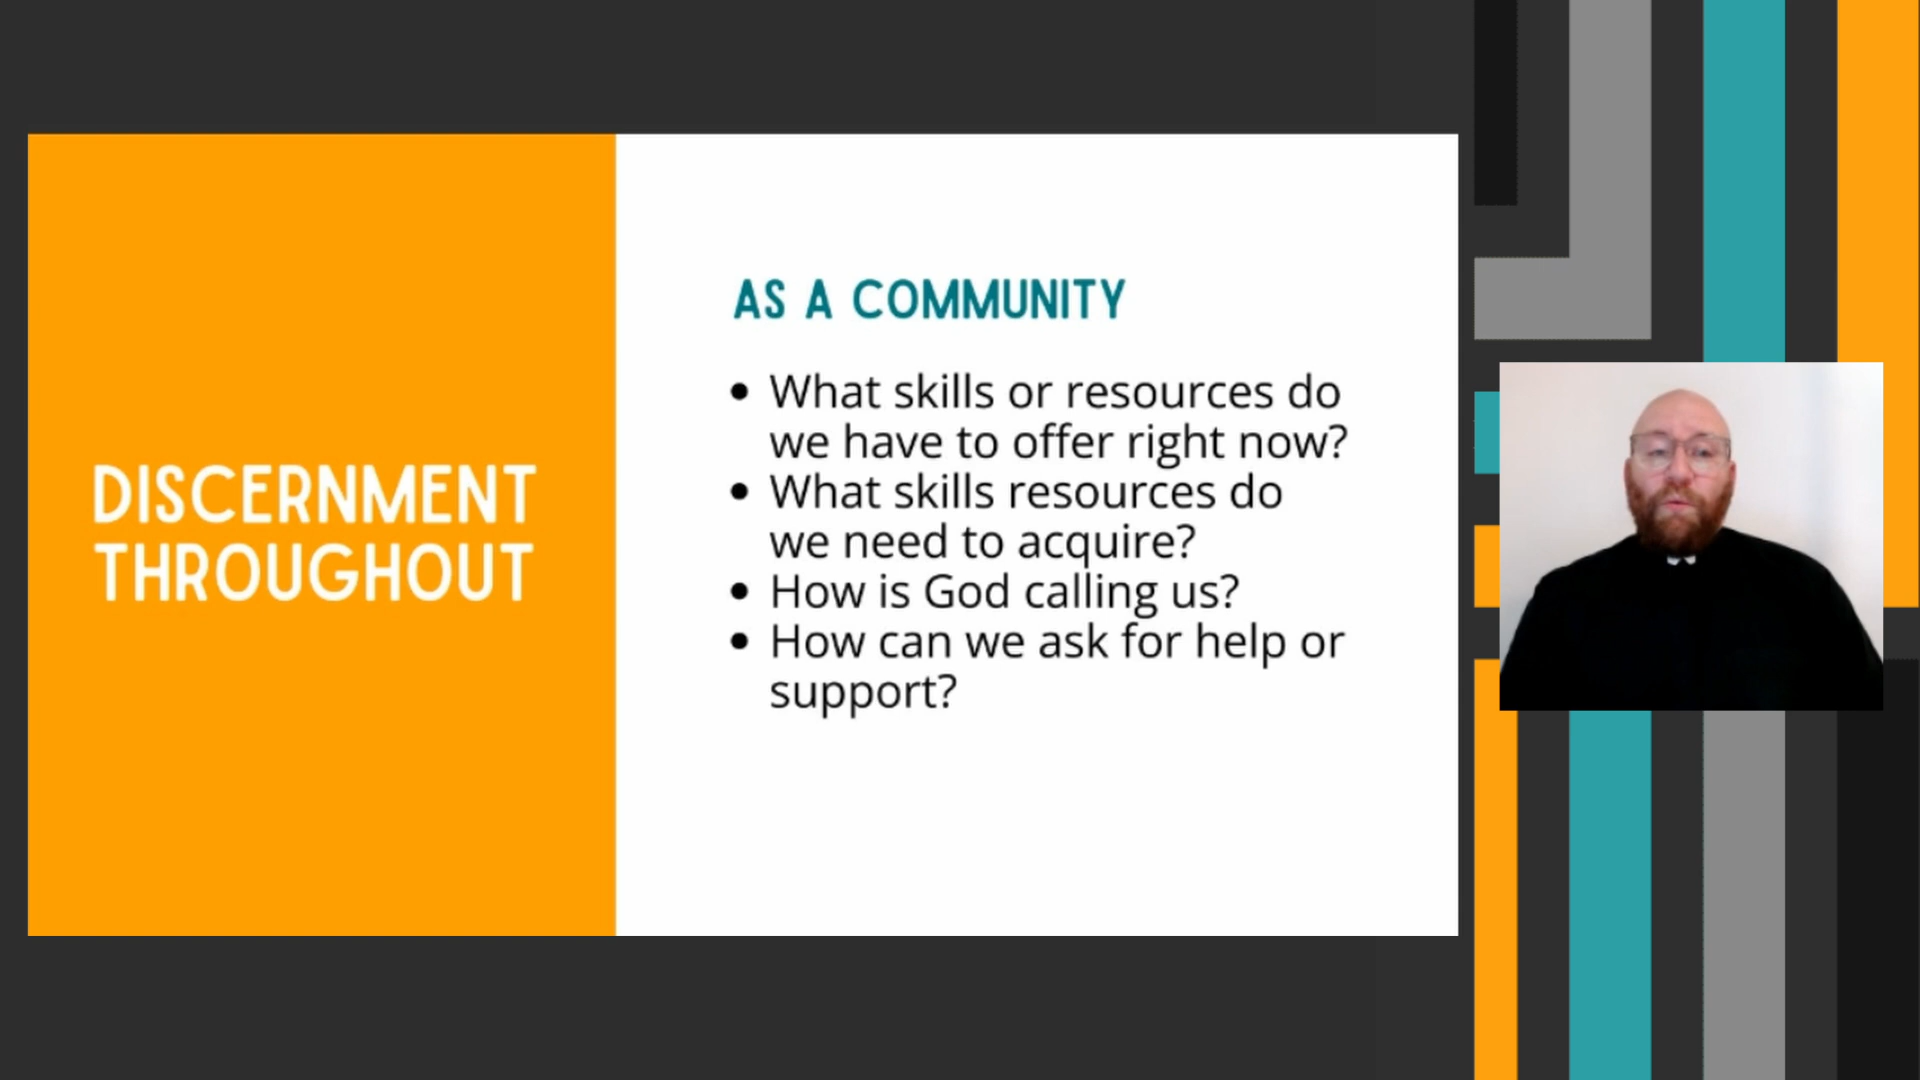 DISCERNMENT
THROUGHOUT
AS A COMMUNITY
• What skills or resources do
we have to offer right now?
• What skills resources do
we need to acquire?
• How is God calling us?
• How can we ask for help or
support?